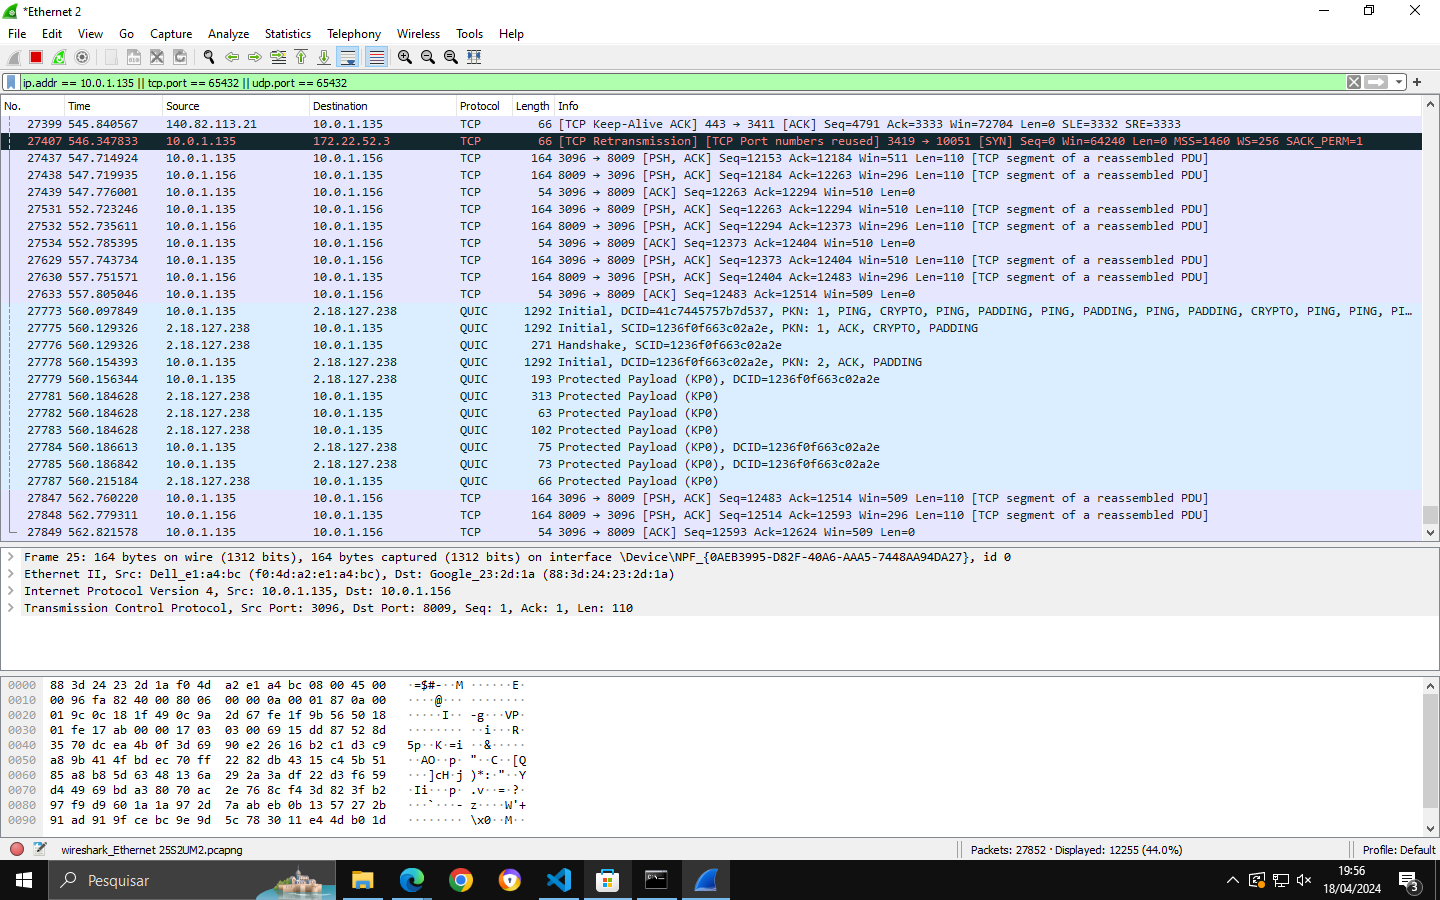 *Ethernet 2
File Edit View Go Capture Analyze Statistics Telephony Wireless Tools Help
ip.addr == 10.0.1.135 || tcp.port == 65432 || udp.port == 65432
No. Time Source Destination Protocol Length Info
27399 545.840567 140.82.113.21 10.0.1.135 TCP 66 [TCP Keep-Alive ACK] 443 → 3411 [ACK] Seq=4791 Ack=3333 Win=72704 Len=0 SLE=3332 SRE=3333
27407 546.347833 10.0.1.135 172.22.52.3 TCP 66 [TCP Retransmission] [TCP Port numbers reused] 3419 → 10051 [SYN] Seq=0 Win=64240 Len=0 MSS=1460 WS=256 SACK_PERM=1
27437 547.714924 10.0.1.135 10.0.1.156 TCP 164 3096 → 8009 [PSH, ACK] Seq=12153 Ack=12184 Win=511 Len=110 [TCP segment of a reassembled PDU]
27438 547.719935 10.0.1.156 10.0.1.135 TCP 164 8009 → 3096 [PSH, ACK] Seq=12184 Ack=12263 Win=296 Len=110 [TCP segment of a reassembled PDU]
27439 547.776001 10.0.1.135 10.0.1.156 TCP 54 3096 → 8009 [ACK] Seq=12263 Ack=12294 Win=510 Len=0
27531 552.723246 10.0.1.135 10.0.1.156 TCP 164 3096 → 8009 [PSH, ACK] Seq=12263 Ack=12294 Win=510 Len=110 [TCP segment of a reassembled PDU]
27532 552.735611 10.0.1.156 10.0.1.135 TCP 164 8009 → 3096 [PSH, ACK] Seq=12294 Ack=12373 Win=296 Len=110 [TCP segment of a reassembled PDU]
27534 552.785395 10.0.1.135 10.0.1.156 TCP 54 3096 → 8009 [ACK] Seq=12373 Ack=12404 Win=510 Len=0
27629 557.743734 10.0.1.135 10.0.1.156 TCP 164 3096 → 8009 [PSH, ACK] Seq=12373 Ack=12404 Win=510 Len=110 [TCP segment of a reassembled PDU]
27630 557.751571 10.0.1.156 10.0.1.135 TCP 164 8009 → 3096 [PSH, ACK] Seq=12404 Ack=12483 Win=296 Len=110 [TCP segment of a reassembled PDU]
27633 557.805046 10.0.1.135 10.0.1.156 TCP 54 3096 → 8009 [ACK] Seq=12483 Ack=12514 Win=509 Len=0
27773 560.097849 10.0.1.135 2.18.127.238 QUIC 1292 Initial, DCID=41c7445757b7d537, PKN: 1, PING, CRYPTO, PING, PADDING, PING, PADDING, PING, PADDING, CRYPTO, PING, PING, PI…
27775 560.129326 2.18.127.238 10.0.1.135 QUIC 1292 Initial, SCID=1236f0f663c02a2e, PKN: 1, ACK, CRYPTO, PADDING
27776 560.129326 2.18.127.238 10.0.1.135 QUIC 271 Handshake, SCID=1236f0f663c02a2e
27778 560.154393 10.0.1.135 2.18.127.238 QUIC 1292 Initial, DCID=1236f0f663c02a2e, PKN: 2, ACK, PADDING
27779 560.156344 10.0.1.135 2.18.127.238 QUIC 193 Protected Payload (KP0), DCID=1236f0f663c02a2e
27781 560.184628 2.18.127.238 10.0.1.135 QUIC 313 Protected Payload (KP0)
27782 560.184628 2.18.127.238 10.0.1.135 QUIC 63 Protected Payload (KP0)
27783 560.184628 2.18.127.238 10.0.1.135 QUIC 102 Protected Payload (KP0)
27784 560.186613 10.0.1.135 2.18.127.238 QUIC 75 Protected Payload (KP0), DCID=1236f0f663c02a2e
27785 560.186842 10.0.1.135 2.18.127.238 QUIC 73 Protected Payload (KP0), DCID=1236f0f663c02a2e
27787 560.215184 2.18.127.238 10.0.1.135 QUIC 66 Protected Payload (KP0)
27847 562.760220 10.0.1.135 10.0.1.156 TCP 164 3096 → 8009 [PSH, ACK] Seq=12483 Ack=12514 Win=509 Len=110 [TCP segment of a reassembled PDU]
27848 562.779311 10.0.1.156 10.0.1.135 TCP 164 8009 → 3096 [PSH, ACK] Seq=12514 Ack=12593 Win=296 Len=110 [TCP segment of a reassembled PDU]
27849 562.821578 10.0.1.135 10.0.1.156 TCP 54 3096 → 8009 [ACK] Seq=12593 Ack=12624 Win=509 Len=0
Frame 25: 164 bytes on wire (1312 bits), 164 bytes captured (1312 bits) on interface \Device\NPF_{0AEB3995-D82F-40A6-AAA5-7448AA94DA27}, id 0
Ethernet II, Src: Dell_e1:a4:bc (f0:4d:a2:e1:a4:bc), Dst: Google_23:2d:1a (88:3d:24:23:2d:1a)
Internet Protocol Version 4, Src: 10.0.1.135, Dst: 10.0.1.156
Transmission Control Protocol, Src Port: 3096, Dst Port: 8009, Seq: 1, Ack: 1, Len: 110
0000 88 3d 24 23 2d 1a f0 4d a2 e1 a4 bc 08 00 45 00 ·=$#-··M ······E·
0010 00 96 fa 82 40 00 80 06 00 00 0a 00 01 87 0a 00 ····@··· ········
0020 01 9c 0c 18 1f 49 0c 9a 2d 67 fe 1f 9b 56 50 18 ·····I·· -g···VP·
0030 01 fe 17 ab 00 00 17 03 03 00 69 15 dd 87 52 8d ········ ··i···R·
0040 35 70 dc ea 4b 0f 3d 69 90 e2 26 16 b2 c1 d3 c9 5p··K·=i ··&·····
0050 a8 9b 41 4f bd ec 70 ff 22 82 db 43 15 c4 5b 51 ··AO··p· "··C··[Q
0060 85 a8 b8 5d 63 48 13 6a 29 2a 3a df 22 d3 f6 59 ···]cH·j )*:·"··Y
0070 d4 49 69 bd a3 80 70 ac 2e 76 8c f4 3d 82 3f b2 ·Ii···p· .v··=·?·
0080 97 f9 d9 60 1a 1a 97 2d 7a ab eb 0b 13 57 27 2b ···`···- z····W'+
0090 91 ad 91 9f ce bc 9e 9d 5c 78 30 11 e4 4d b0 1d ········ \x0··M··
wireshark_Ethernet 25S2UM2.pcapng Packets: 27852 · Displayed: 12255 (44.0%) Profile: Default
Pesquisar
19:56
18/04/2024
3